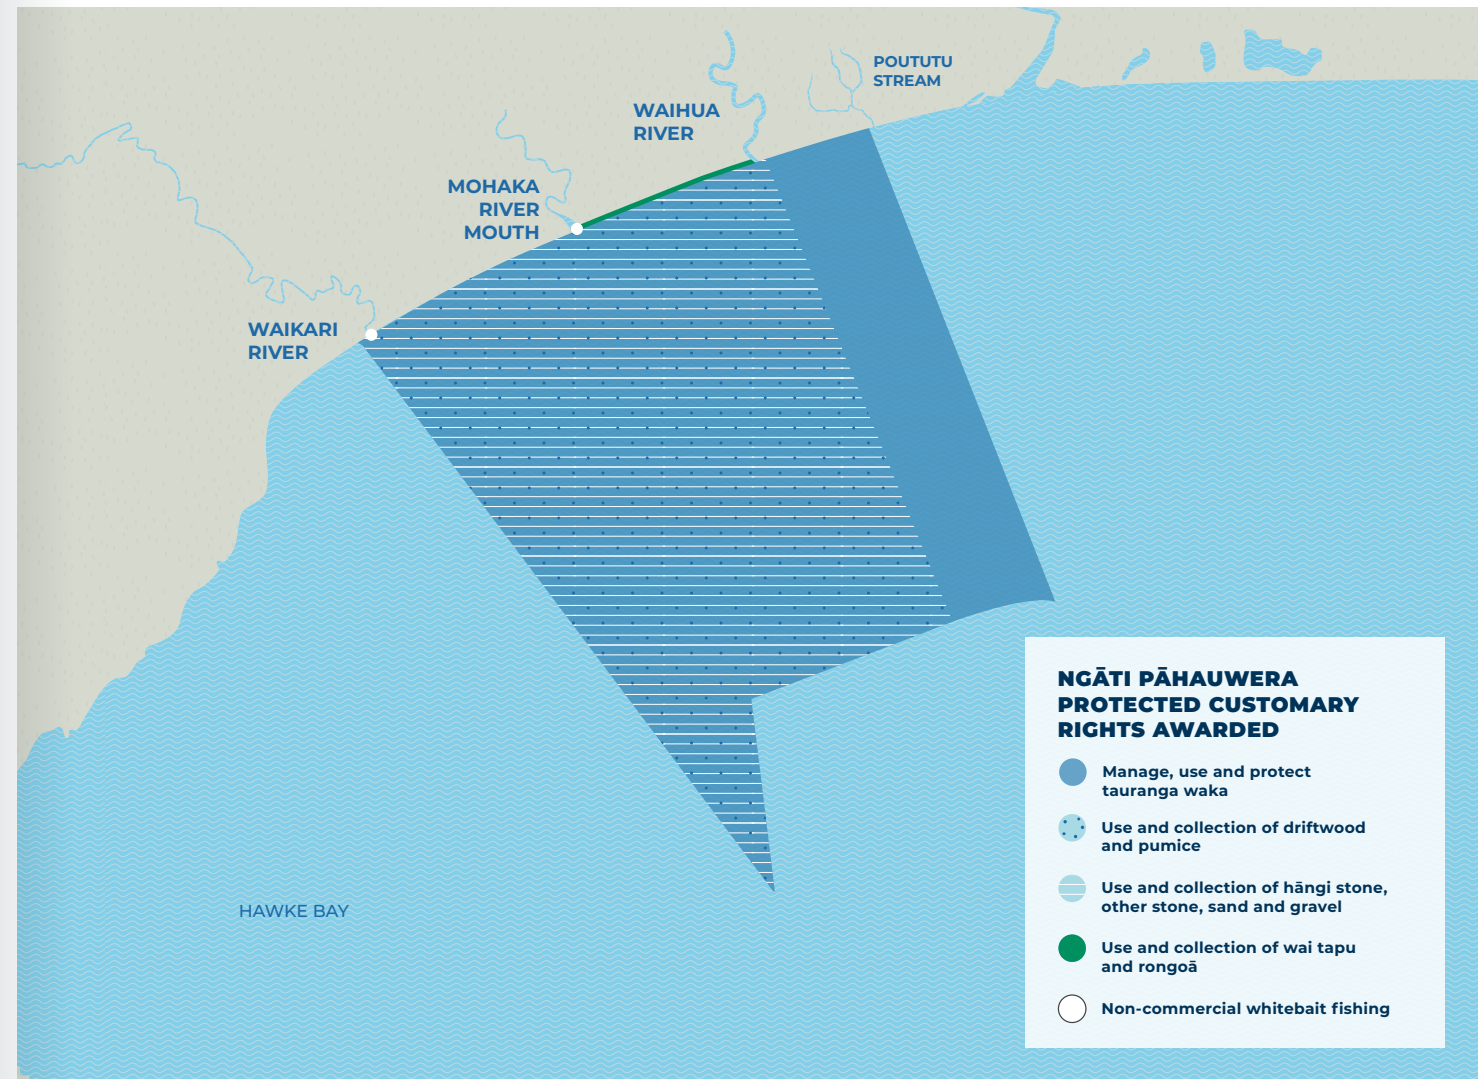 POUTUTU
STREAM
WAIHUA
RIVER
MOHAKA
RIVER
MOUTH
WAIKARI
RIVER
HAWKE BAY
NGĀTI PĀHAUWERA
PROTECTED CUSTOMARY
RIGHTS AWARDED
Manage, use and protect
tauranga waka
Use and collection of driftwood
and pumice
Use and collection of hāngi stone,
other stone, sand and gravel
Use and collection of wai tapu
and rongoā
Non-commercial whitebait fishing